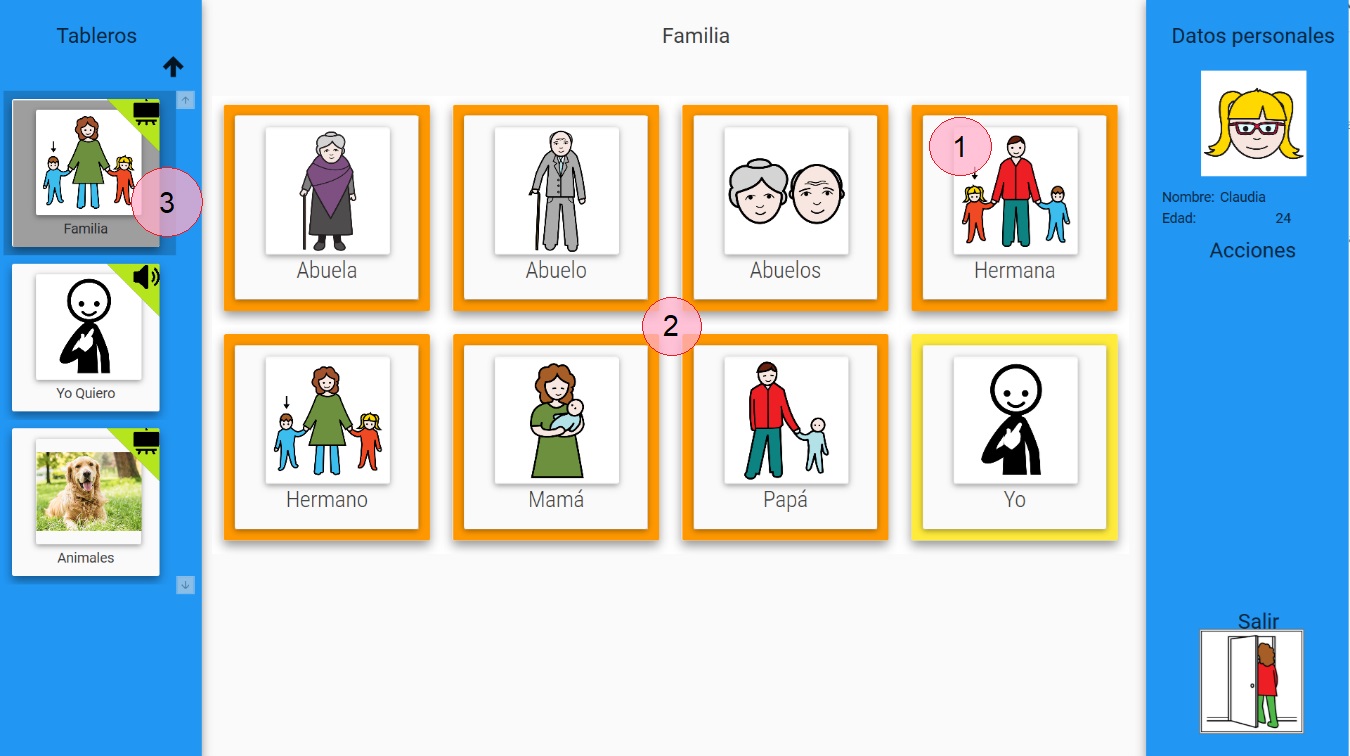 Tableros
Familia
3
Yo Quiero
Animales
Familia
Abuela
Abuelo
Abuelos
1
Hermana
2
Hermano
Mamá
Papá
Yo
Datos personales
Nombre: Claudia
Edad: 24
Acciones
Salir